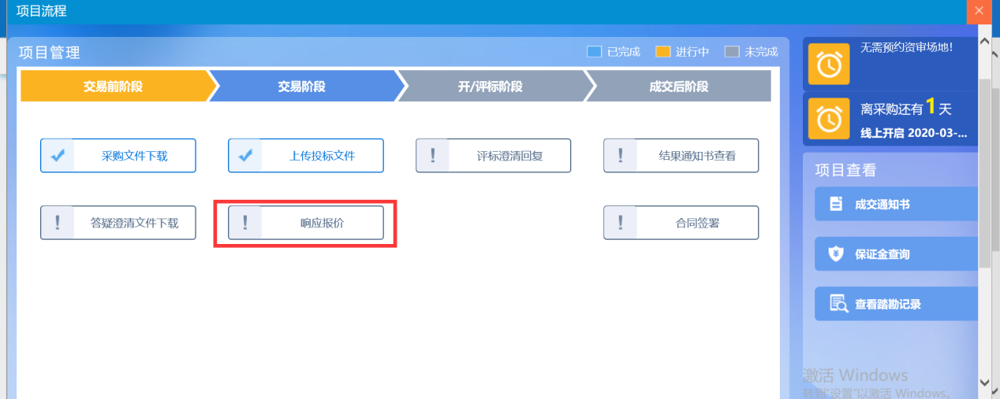 项目流程
项目管理
已完成
进行中
未完成
交易前阶段
交易阶段
开/评标阶段
成交后阶段
采购文件下载
上传投标文件
评标澄清回复
结果通知书查看
答疑澄清文件下载
响应报价
合同签署
无需预约资审场地!
离采购还有1天
线上开启 2020-03-...
项目查看
成交通知书
保证金查询
查看踏勘记录
激活 Windows
转到"设置"以激活 Windows。